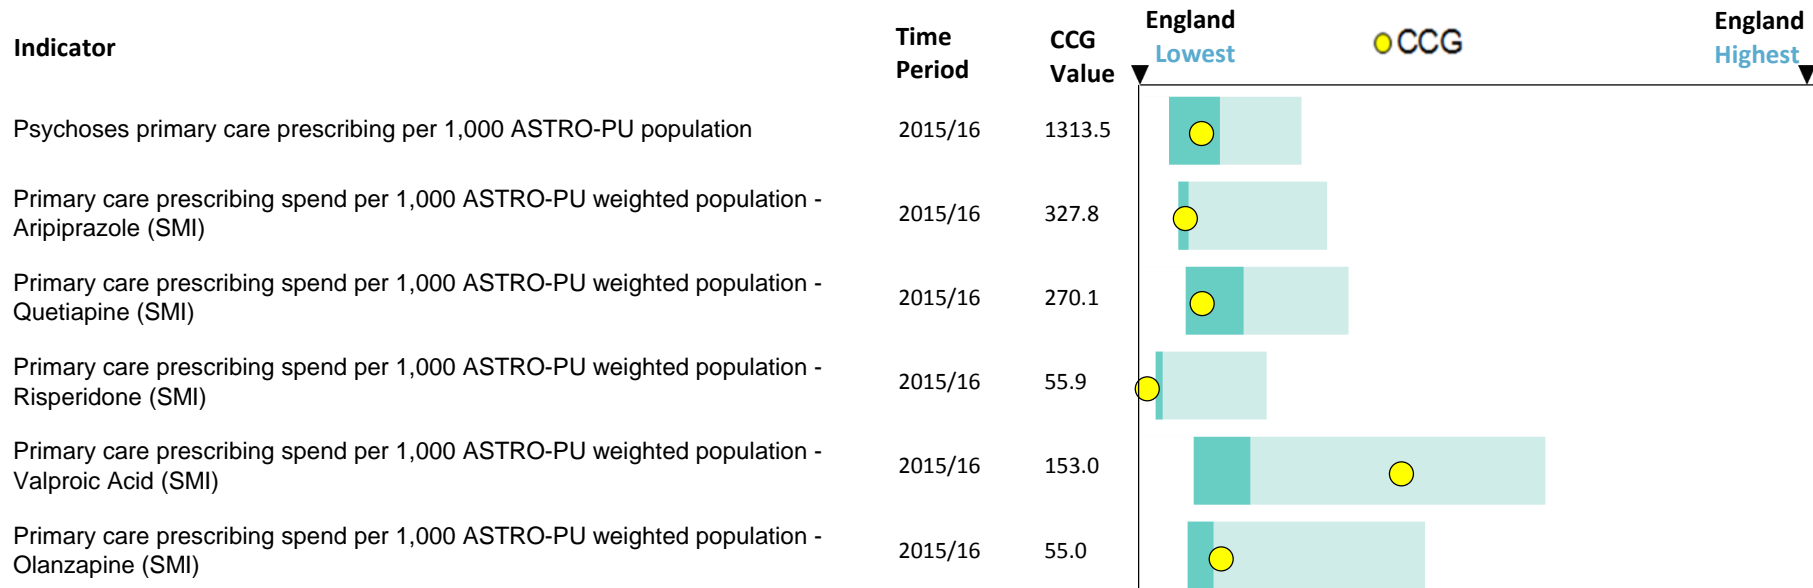 Indicator
Time Period
CCG Value
England Lowest
CCG
England Highest
Psychoses primary care prescribing per 1,000 ASTRO-PU population 2015/16 1313.5
Primary care prescribing spend per 1,000 ASTRO-PU weighted population -
Aripiprazole (SMI) 2015/16 327.8
Primary care prescribing spend per 1,000 ASTRO-PU weighted population -
Quetiapine (SMI) 2015/16 270.1
Primary care prescribing spend per 1,000 ASTRO-PU weighted population -
Risperidone (SMI) 2015/16 55.9
Primary care prescribing spend per 1,000 ASTRO-PU weighted population -
Valproic Acid (SMI) 2015/16 153.0
Primary care prescribing spend per 1,000 ASTRO-PU weighted population -
Olanzapine (SMI) 2015/16 55.0